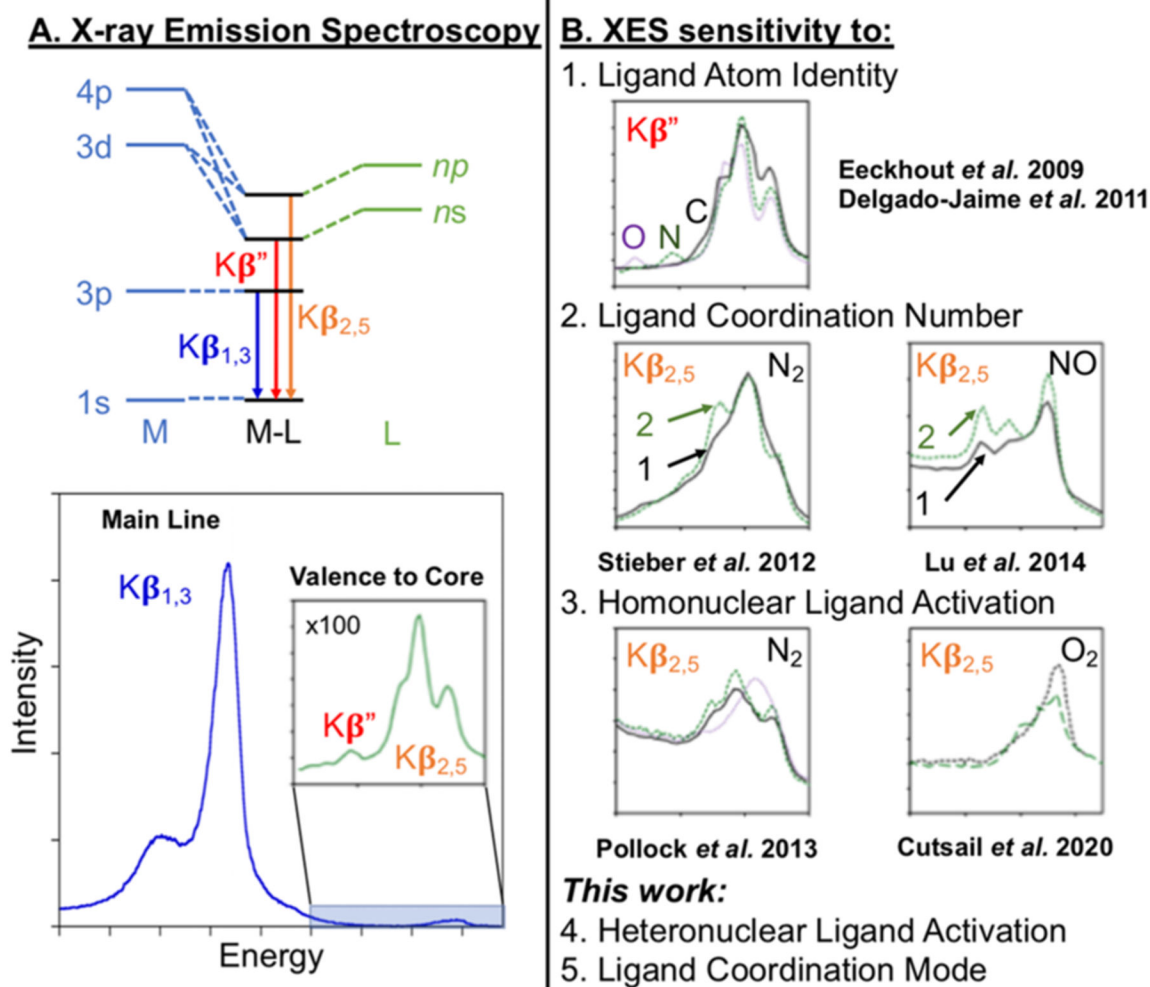 A. X-ray Emission Spectroscopy
4p
3d
np
ns
Kβ”
3p
Kβ2,5
Kβ1,3
1s
M
M-L
L
Main Line
Kβ1,3
Valence to Core
x100
Kβ”
Kβ2,5
Intensity
Energy
B. XES sensitivity to:
1. Ligand Atom Identity
Kβ”
O N C
Eeckhout et al. 2009
Delgado-Jaime et al. 2011
2. Ligand Coordination Number
Kβ2,5 N2
2
1
Kβ2,5 NO
2
1
Stieber et al. 2012
Lu et al. 2014
3. Homonuclear Ligand Activation
Kβ2,5 N2
Kβ2,5 O2
Pollock et al. 2013
Cutsail et al. 2020
This work:
4. Heteronuclear Ligand Activation
5. Ligand Coordination Mode